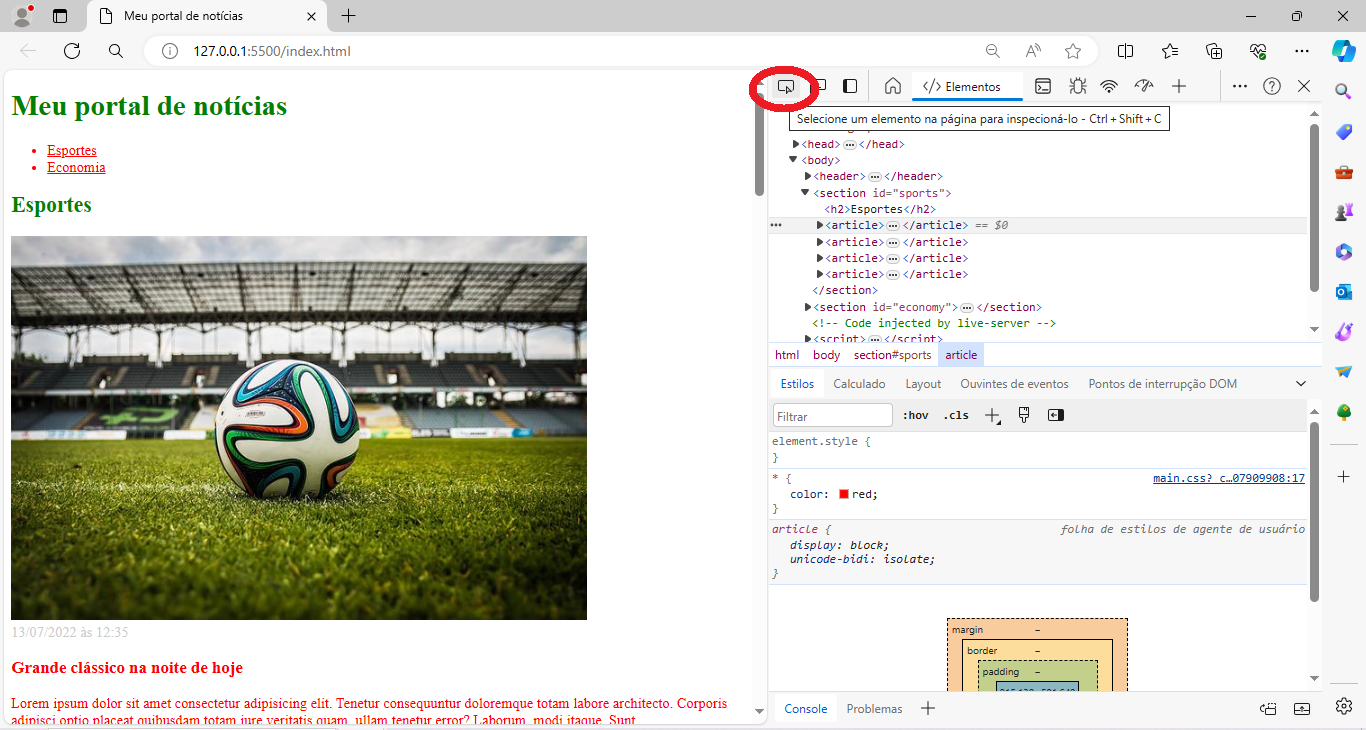 Meu portal de notícias
127.0.0.1:5500/index.html
Meu portal de notícias
Esportes
Economia
Esportes
13/07/2022 às 12:35
Grande clássico na noite de hoje
Lorem ipsum dolor sit amet consectetur adipisicing elit. Tenetur consequuntur doloremque totam labore architecto. Corporis
adipisci optio placeat quibusdam totam iure veritatis quam, ullam tenetur error? Laborum, modi itaque. Sunt
</> Elementos
Selecione um elemento na página para inspecioná-lo - Ctrl + Shift + C
<head> ... </head>
<body>
<header> ... </header>
<section id="sports">
<h2>Esportes</h2>
... <article> ... </article> == $0
<article> ... </article>
<article> ... </article>
<article> ... </article>
</section>
<section id="economy"> ... </section>
<!-- Code injected by live-server -->
<script> ... </script>
html body section#sports article
Estilos Calculado Layout Ouvintes de eventos Pontos de interrupção DOM
Filtrar :hov .cls
element.style {
}
* { main.css?_c…07909908:17
color: red;
}
article { folha de estilos de agente de usuário
display: block;
unicode-bidi: isolate;
}
margin –
border –
padding –
Console Problemas